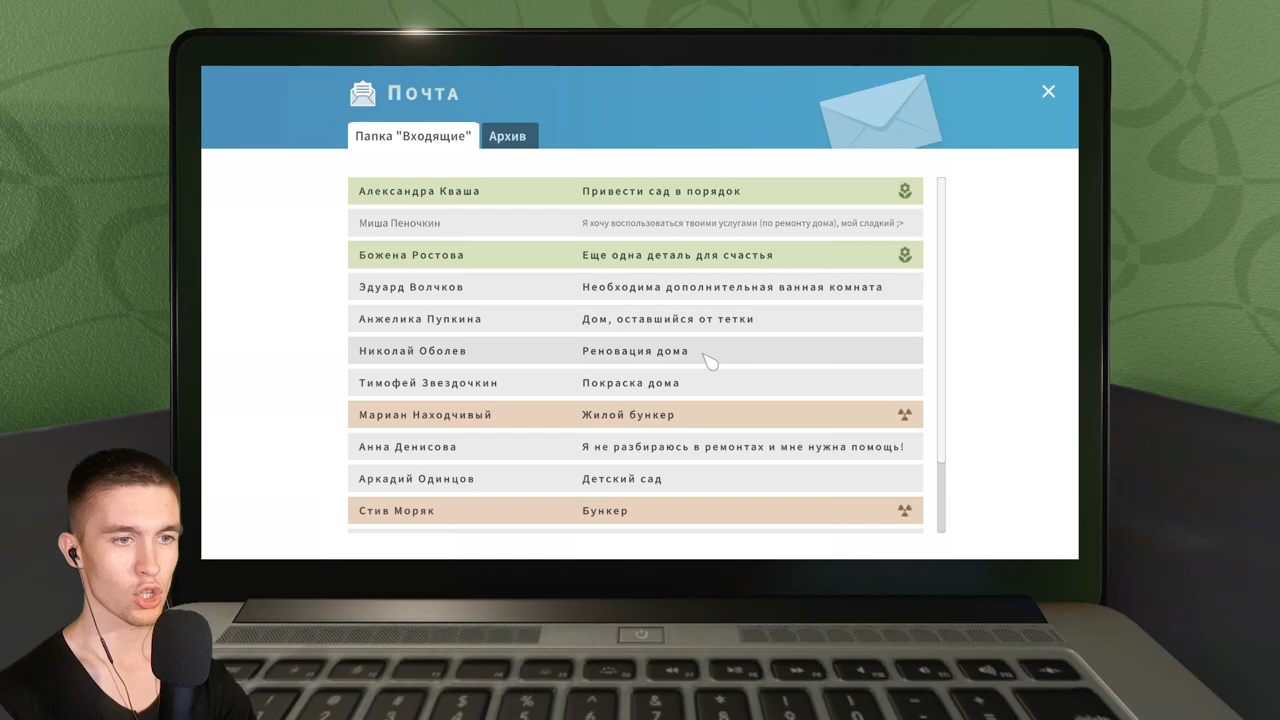 Почта
Папка "Входящие" Архив
Александра Кваша Привести сад в порядок
Миша Пеночкин Я хочу воспользоваться твоими услугами (по ремонту дома), мой сладкий ;>
Божена Ростова Еще одна деталь для счастья
Эдуард Волчков Необходима дополнительная ванная комната
Анжелика Пупкина Дом, оставшийся от тетки
Николай Оболев Реновация дома
Тимофей Звездочкин Покраска дома
Мариан Находчивый Жилой бункер
Анна Денисова Я не разбираюсь в ремонтах и мне нужна помощь!
Аркадий Одинцов Детский сад
Стив Моряк Бункер